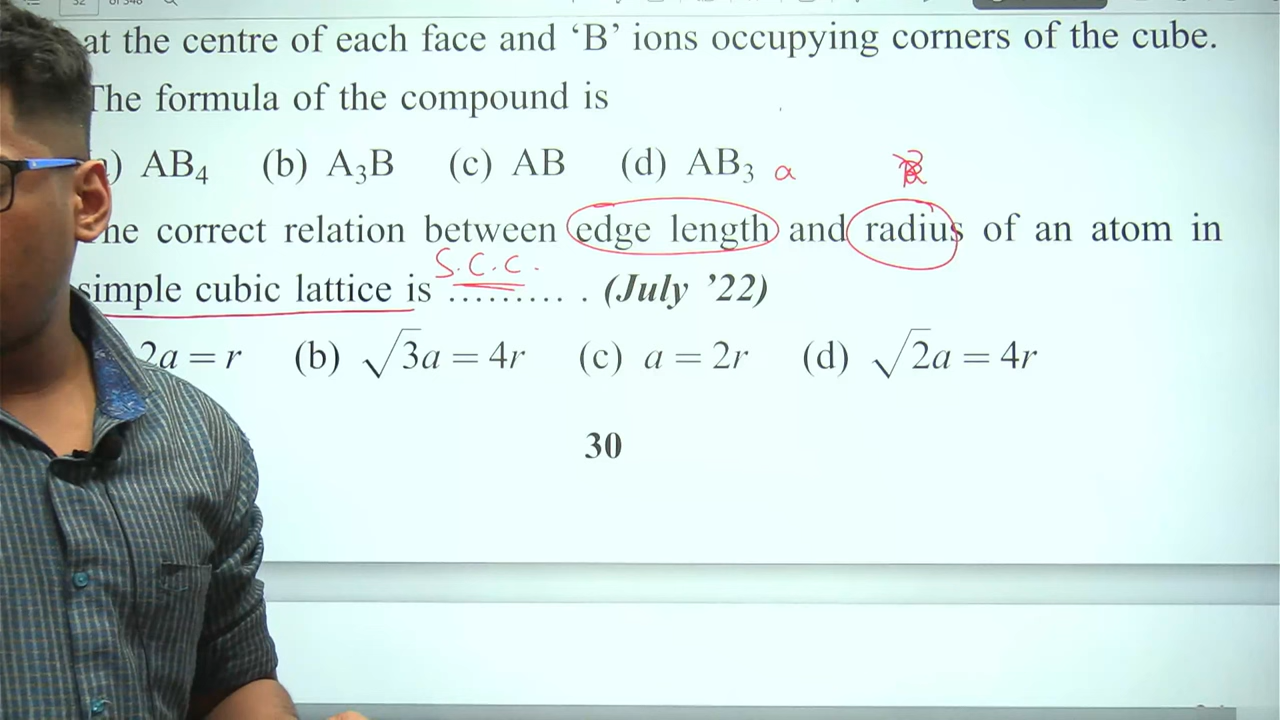 at the centre of each face and ‘B’ ions occupying corners of the cube.
The formula of the compound is
) AB₄ (b) A₃B (c) AB (d) AB₃ a
he correct relation between edge length and radius of an atom in
S.C.C.
simple cubic lattice is .......... . (July ’22)
2a = r (b) √3a = 4r (c) a = 2r (d) √2a = 4r
30